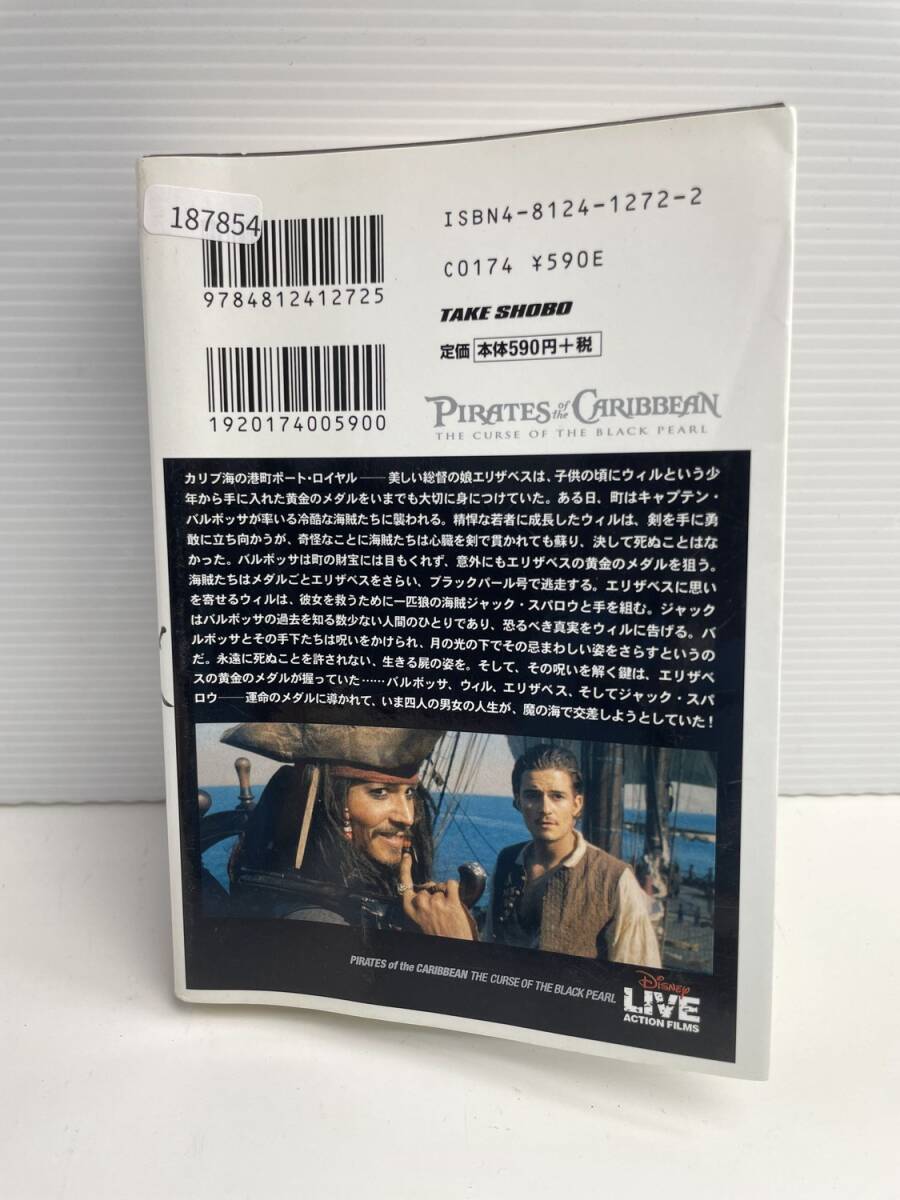 187854
9784812412725
1920174005900
ISBN4-8124-1272-2
C0174 ¥590E
TAKE SHOBO
定価 本体590円+税
PIRATES of the CARIBBEAN
THE CURSE OF THE BLACK PEARL
カリブ海の港町ポート・ロイヤル――美しい総督の娘エリザベスは、子供の頃にウィルという少
年から手に入れた黄金のメダルをいまでも大切に身につけていた。ある日、町はキャプテン・
バルボッサが率いる冷酷な海賊たちに襲われる。精悍な若者に成長したウィルは、剣を手に勇
敢に立ち向かうが、奇怪なことに海賊たちは心臓を剣で貫かれても蘇り、決して死ぬことはな
かった。バルボッサは町の財宝には目もくれず、意外にもエリザベスの黄金のメダルを狙う。
海賊たちはメダルごとエリザベスをさらい、ブラックパール号で逃走する。エリザベスに思い
を寄せるウィルは、彼女を救うために一匹狼の海賊ジャック・スパロウと手を組む。ジャック
はバルボッサの過去を知る数少ない人間のひとりであり、恐るべき真実をウィルに告げる。バ
ルボッサとその手下たちは呪いをかけられ、月の光の下でその忌まわしい姿をさらすというの
だ。永遠に死ぬことを許されない、生きる屍の姿を。そして、その呪いを解く鍵は、エリザベ
スの黄金のメダルが握っていた……バルボッサ、ウィル、エリザベス、そしてジャック・スパ
ロウ――運命のメダルに導かれて、いま四人の男女の人生が、魔の海で交差しようとしていた!
PIRATES of the CARIBBEAN THE CURSE OF THE BLACK PEARL
DISNEY
LIVE
ACTION FILMS